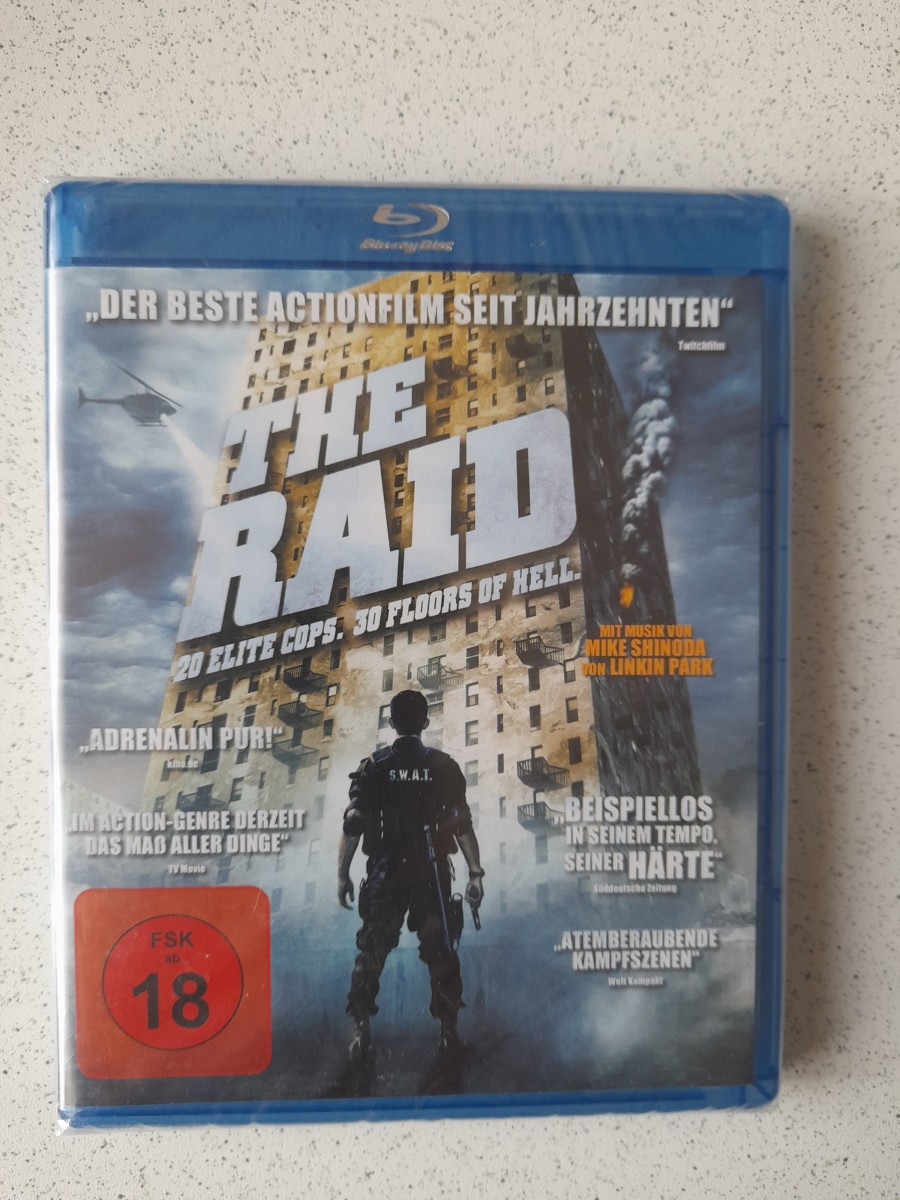 Blu-ray Disc
„DER BESTE ACTIONFILM SEIT JAHRZEHNTEN“
Twitchfilm
THE
RAID
20 ELITE COPS. 30 FLOORS OF HELL.
MIT MUSIK VON
MIKE SHINODA
VON LINKIN PARK
„ADRENALIN PUR!“
kino.de
S.W.A.T.
„IM ACTION-GENRE DERZEIT
DAS MAß ALLER DINGE“
TV Movie
„BEISPIELLOS
IN SEINEM TEMPO,
SEINER HÄRTE“
Süddeutsche Zeitung
„ATEMBERAUBENDE
KAMPFSZENEN“
Welt Kompakt
FSK
ab
18